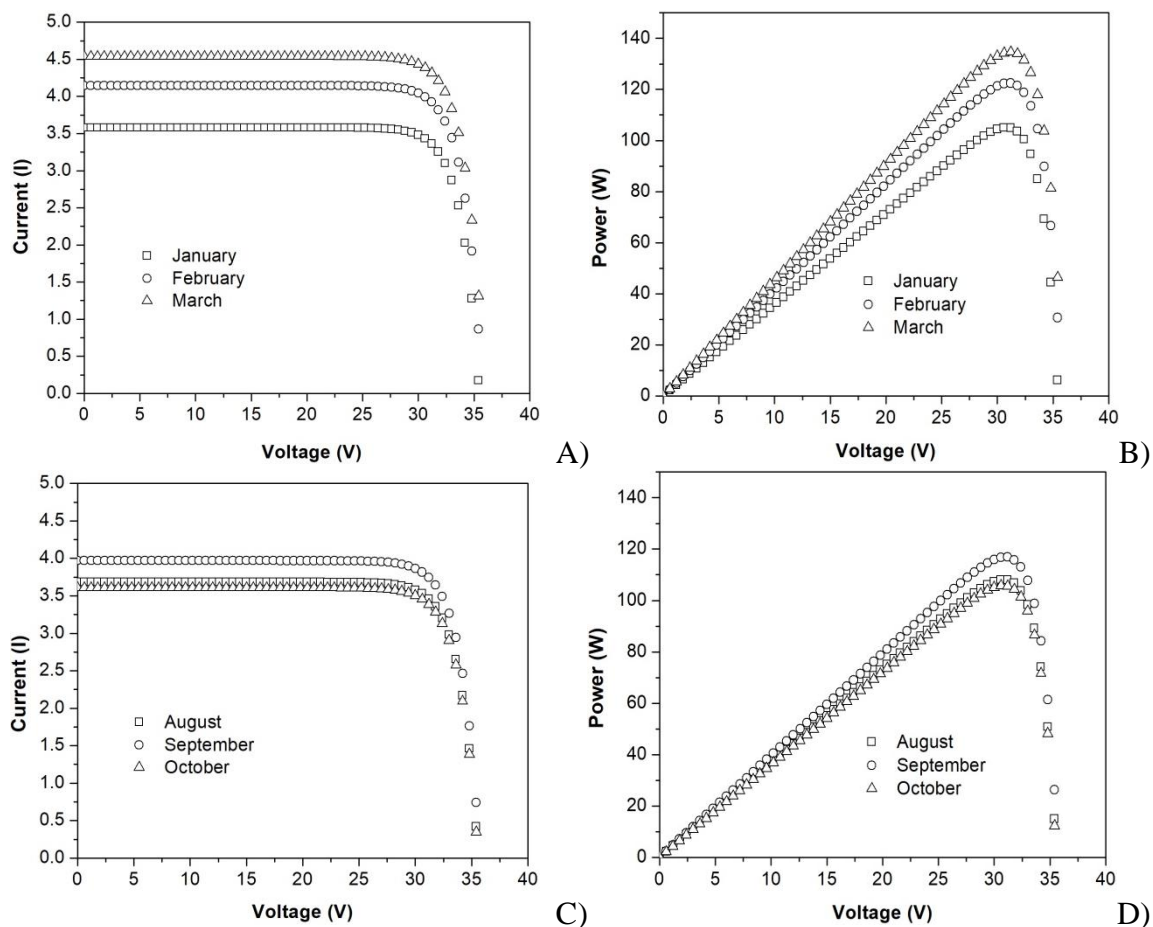 5.0
4.5
4.0
3.5
3.0
2.5
2.0
1.5
1.0
0.5
0.0
Current (I)
January
February
March
0 5 10 15 20 25 30 35 40
Voltage (V)
A)
140
120
100
80
60
40
20
0
Power (W)
January
February
March
0 5 10 15 20 25 30 35 40
Voltage (V)
B)
5.0
4.5
4.0
3.5
3.0
2.5
2.0
1.5
1.0
0.5
0.0
Current (I)
August
September
October
0 5 10 15 20 25 30 35 40
Voltage (V)
C)
140
120
100
80
60
40
20
0
Power (W)
August
September
October
0 5 10 15 20 25 30 35 40
Voltage (V)
D)